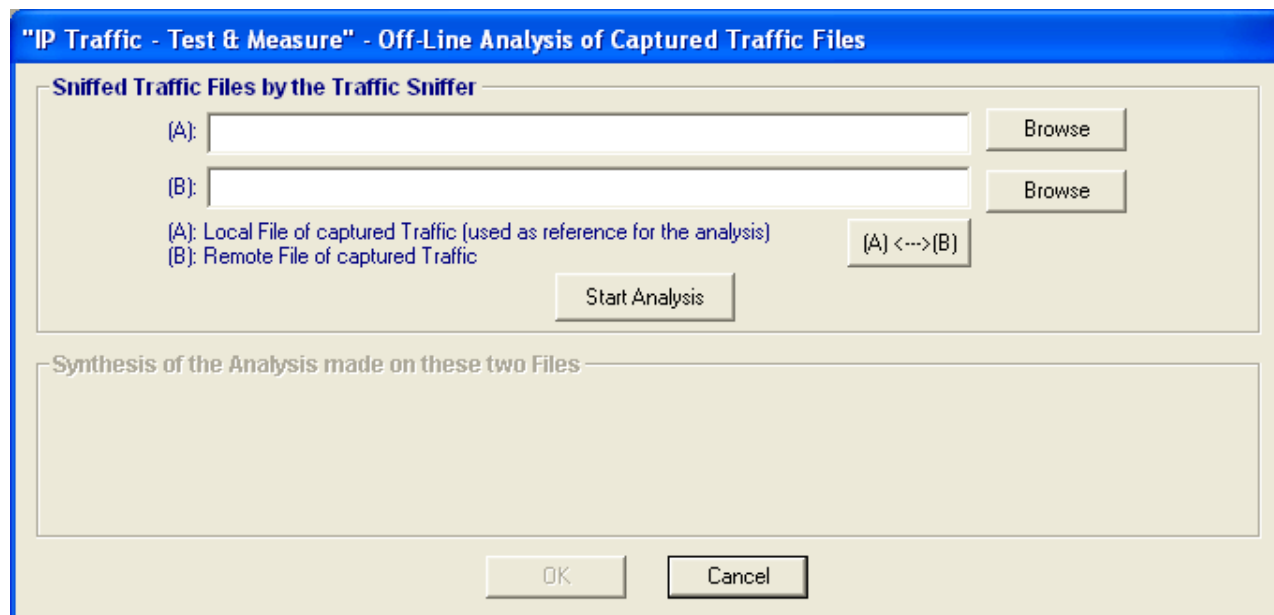 "IP Traffic - Test & Measure" - Off-Line Analysis of Captured Traffic Files
Sniffed Traffic Files by the Traffic Sniffer
(A): Browse
(B): Browse
(A): Local File of captured Traffic (used as reference for the analysis)
(B): Remote File of captured Traffic
(A) <--->(B)
Start Analysis
Synthesis of the Analysis made on these two Files
OK Cancel